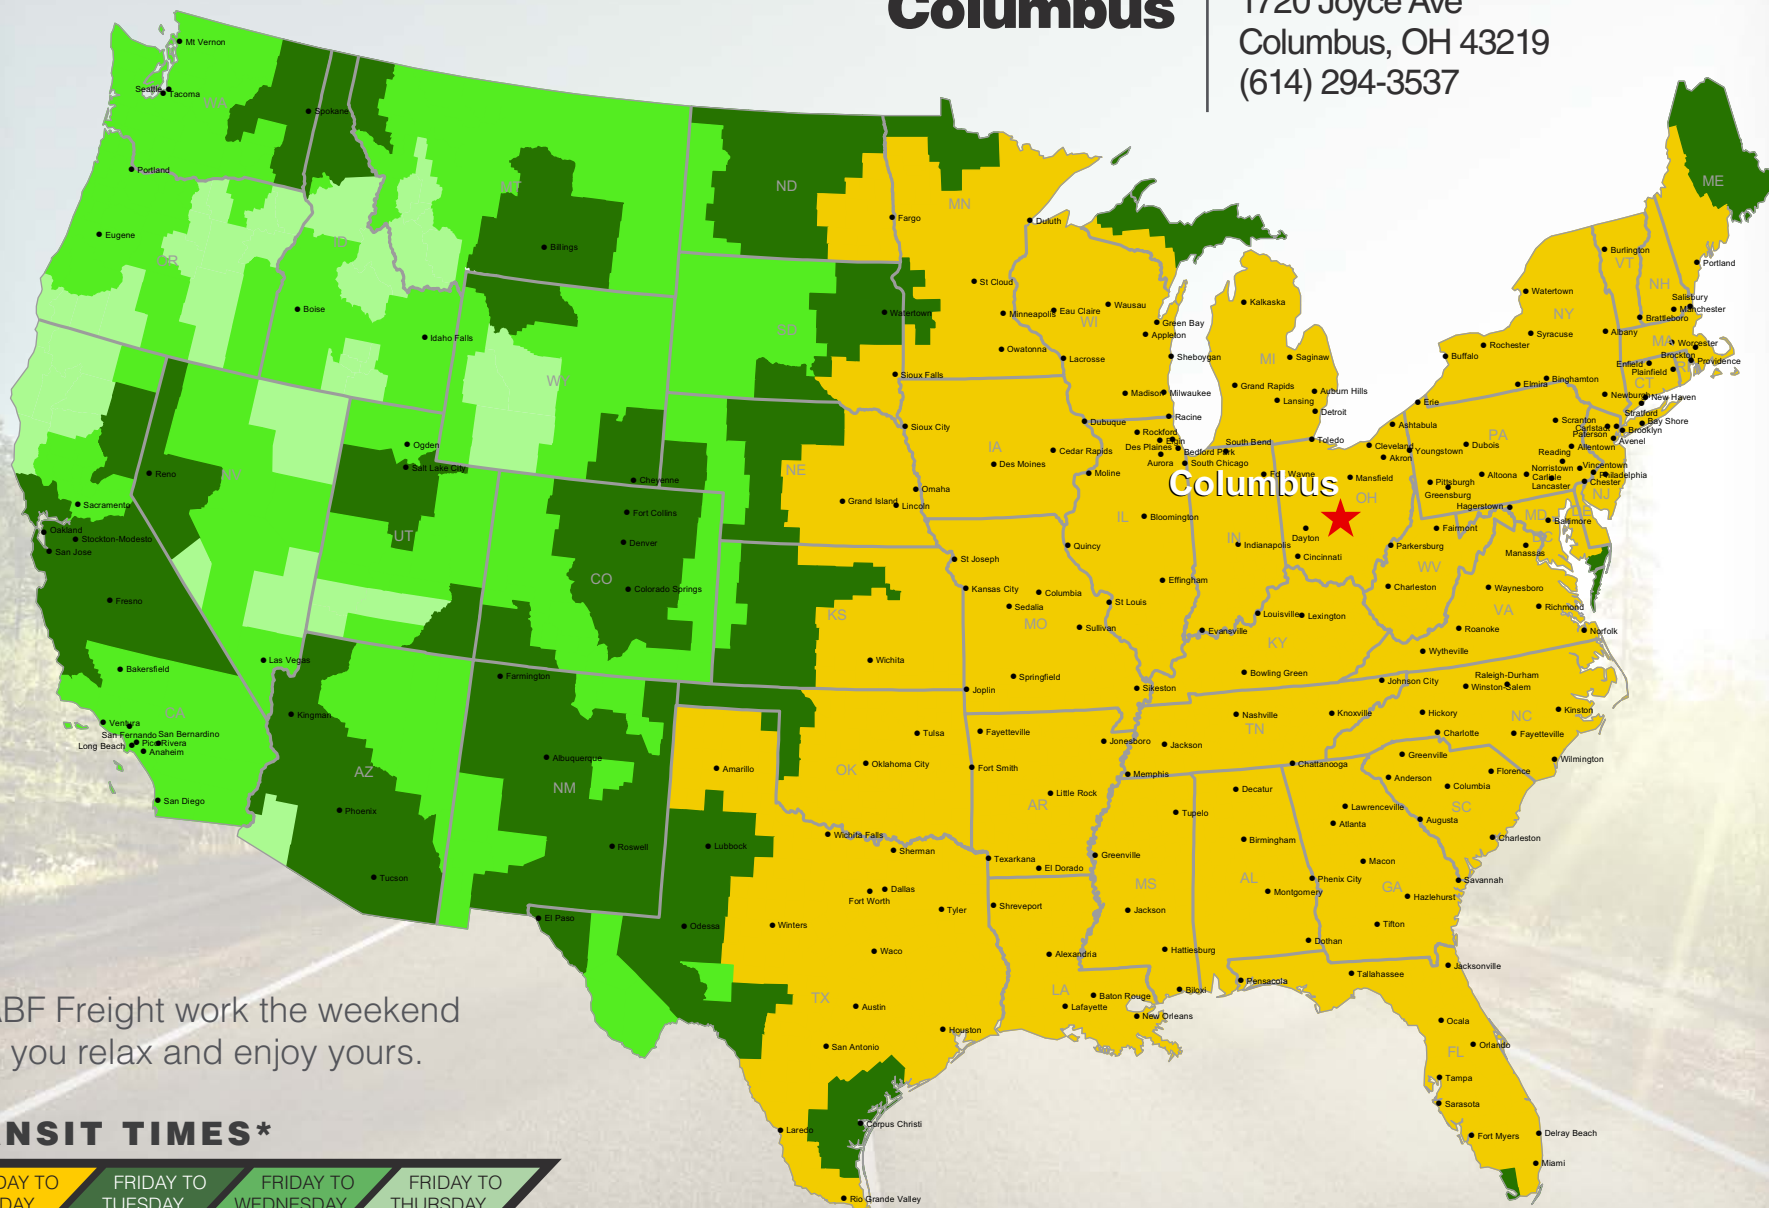 Columbus
1720 Joyce Ave
Columbus, OH 43219
(614) 294-3537
WA
Mt Vernon
Seattle
Tacoma
Spokane
Portland
Eugene
OR
ID
Boise
Idaho Falls
MT
Billings
WY
Cheyenne
ND
Fargo
SD
Watertown
Sioux Falls
MN
Duluth
St Cloud
Minneapolis
Owatonna
WI
Eau Claire
Wausau
Green Bay
Appleton
Sheboygan
Lacrosse
Madison
Milwaukee
Racine
MI
Kalkaska
Saginaw
Grand Rapids
Auburn Hills
Lansing
Detroit
ME
VT
Burlington
Portland
NH
Salisbury
Manchester
Brattleboro
NY
Watertown
Syracuse
Rochester
Buffalo
Albany
Binghamton
Elmira
Newburgh
MA
Worcester
Brockton
Providence
Enfield
Plainfield
RI
CT
New Haven
Stratford
Bay Shore
Brooklyn
Carlstadt
Paterson
Avenel
PA
Erie
Scranton
Allentown
Dubois
Reading
Norristown
Vincentown
Philadelphia
Altoona
Carlisle
Lancaster
Chester
Pittsburgh
Greensburg
NJ
Hagerstown
MD
DE
DC
Baltimore
Manassas
OH
Toledo
Ashtabula
Cleveland
Akron
Youngstown
Mansfield
Columbus
Dayton
Cincinnati
IN
South Bend
Ft Wayne
Indianapolis
Evansville
IL
Rockford
Elgin
Des Plaines
Bedford Park
Aurora
South Chicago
Moline
Bloomington
Quincy
Effingham
IA
Sioux City
Dubuque
Cedar Rapids
Des Moines
NE
Omaha
Grand Island
Lincoln
NV
Reno
Las Vegas
UT
Ogden
Salt Lake City
CO
Fort Collins
Denver
Colorado Springs
KS
Wichita
MO
St Joseph
Kansas City
Columbia
Sedalia
St Louis
Sullivan
Springfield
Joplin
Sikeston
KY
Louisville
Lexington
Bowling Green
WV
Fairmont
Parkersburg
Charleston
VA
Waynesboro
Richmond
Roanoke
Norfolk
Wytheville
CA
Sacramento
Oakland
Stockton-Modesto
San Jose
Fresno
Bakersfield
Ventura
San Fernando
San Bernardino
Long Beach
Pico Rivera
Anaheim
San Diego
AZ
Kingman
Phoenix
Tucson
NM
Farmington
Albuquerque
Roswell
OK
Tulsa
Oklahoma City
AR
Fayetteville
Fort Smith
Jonesboro
Little Rock
Texarkana
El Dorado
TN
Nashville
Knoxville
Johnson City
Jackson
Memphis
Chattanooga
NC
Raleigh-Durham
Winston-Salem
Hickory
Kinston
Charlotte
Fayetteville
Wilmington
SC
Greenville
Anderson
Florence
Columbia
Charleston
GA
Lawrenceville
Atlanta
Augusta
Macon
Savannah
Hazlehurst
Tifton
AL
Decatur
Birmingham
Phenix City
Montgomery
Dothan
MS
Tupelo
Greenville
Jackson
Hattiesburg
Biloxi
LA
Shreveport
Alexandria
Baton Rouge
Lafayette
New Orleans
TX
Amarillo
Lubbock
Wichita Falls
Sherman
Dallas
Fort Worth
Tyler
El Paso
Odessa
Winters
Waco
Austin
Houston
San Antonio
Corpus Christi
Laredo
Rio Grande Valley
FL
Pensacola
Tallahassee
Jacksonville
Ocala
Orlando
Tampa
Sarasota
Fort Myers
Delray Beach
Miami
ABF Freight work the weekend
you relax and enjoy yours.
NSIT TIMES*
DAY TO
DAY
FRIDAY TO
TUESDAY
FRIDAY TO
WEDNESDAY
FRIDAY TO
THURSDAY